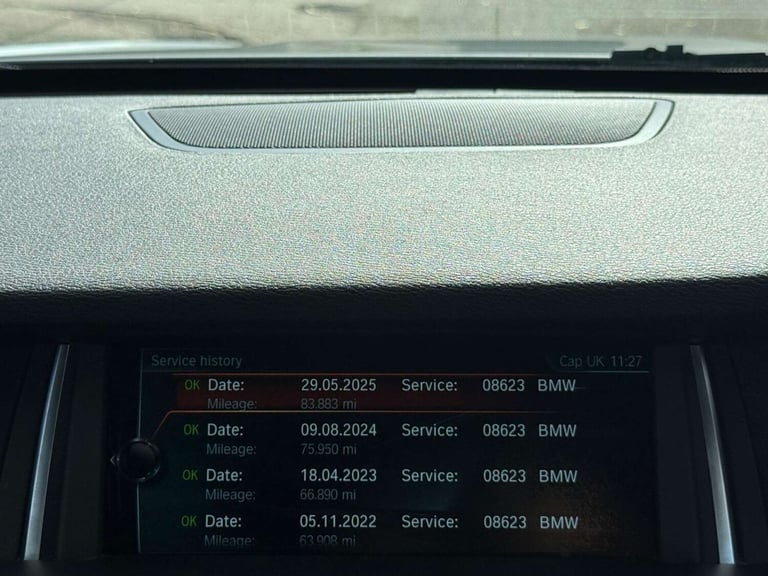 Service history Cap UK 11:27
OK Date: 29.05.2025 Service: 08623 BMW
Mileage: 83.883 mi
OK Date: 09.08.2024 Service: 08623 BMW
Mileage: 75.950 mi
OK Date: 18.04.2023 Service: 08623 BMW
Mileage: 66.890 mi
OK Date: 05.11.2022 Service: 08623 BMW
Mileage: 63.908 mi